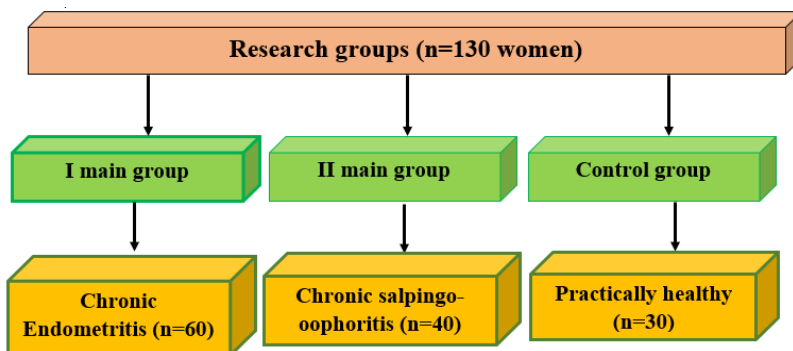 Research groups (n=130 women)
I main group
II main group
Control group
Chronic
Endometritis (n=60)
Chronic salpingo-
oophoritis (n=40)
Practically healthy
(n=30)